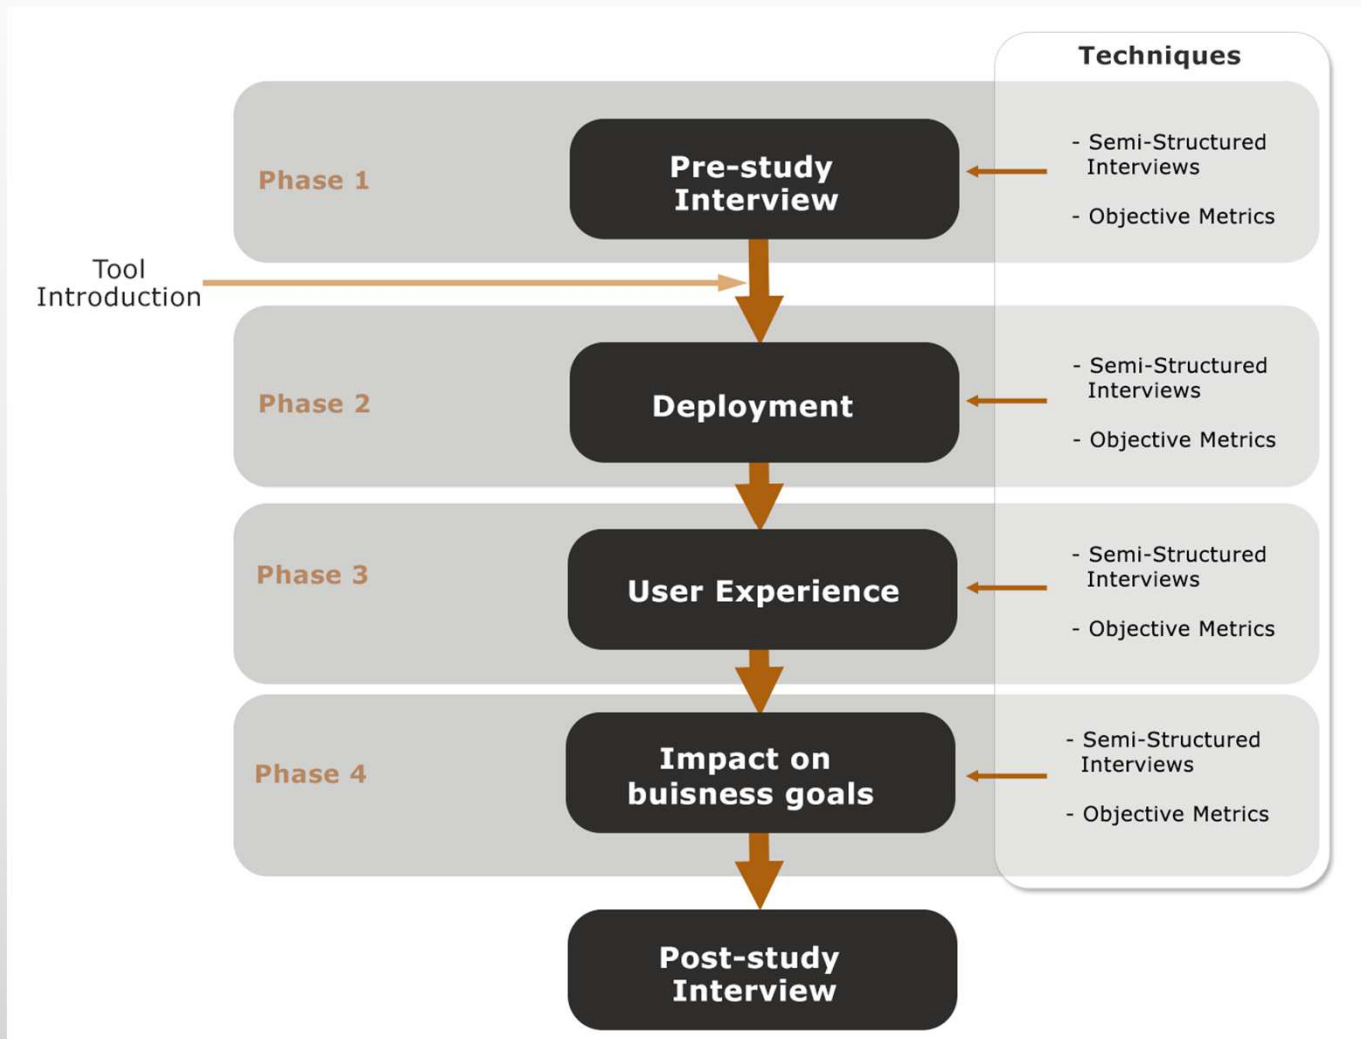 Techniques
Phase 1
Pre-study
Interview
- Semi-Structured
Interviews
- Objective Metrics
Tool
Introduction
Phase 2
Deployment
- Semi-Structured
Interviews
- Objective Metrics
Phase 3
User Experience
- Semi-Structured
Interviews
- Objective Metrics
Phase 4
Impact on
buisness goals
- Semi-Structured
Interviews
- Objective Metrics
Post-study
Interview